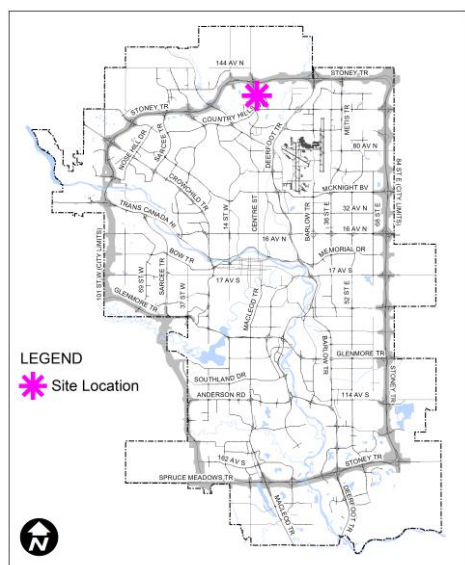 144 AV N
STONEY TR
STONEY TR
COUNTRY HILLS
NOSE HILL DR
SARCEE TR
DEERFOOT TR
METIS TR
80 AV N
CROWCHILD TR
14 ST W
CENTRE ST
BARLOW TR
36 ST E
MCKNIGHT BV
32 AV N
68 ST E
84 ST E (CITY LIMITS)
TRANS CANADA HI
16 AV N
16 AV N
BOW TR
MEMORIAL DR
101 ST W (CITY LIMITS)
69 ST W
SARCEE TR
37 ST W
17 AV S
17 AV S
52 ST E
GLENMORE TR
MACLEOD TR
BARLOW TR
GLENMORE TR
LEGEND
Site Location
SOUTHLAND DR
ANDERSON RD
114 AV S
STONEY TR
162 AV S
STONEY TR
SPRUCE MEADOWS TR
MACLEOD TR
DEERFOOT TR
N